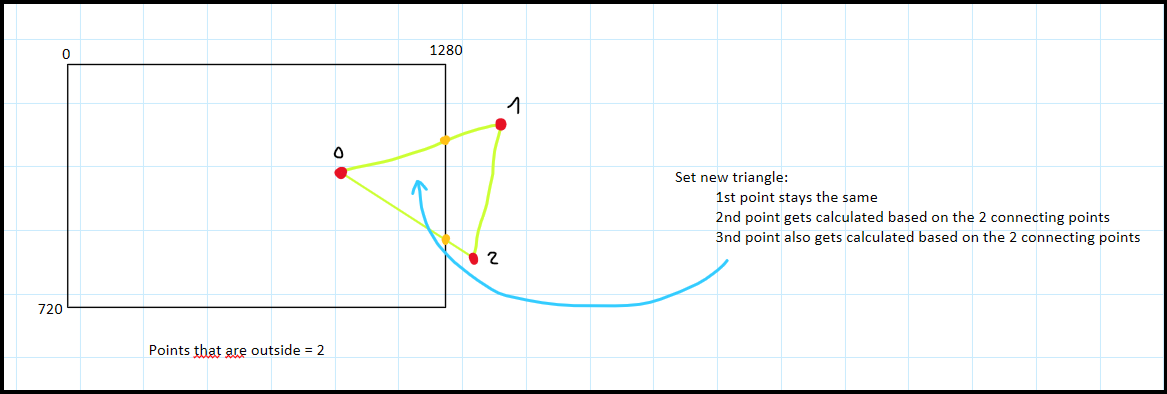 0
1280
1
0
Set new triangle:
1st point stays the same
2nd point gets calculated based on the 2 connecting points
3nd point also gets calculated based on the 2 connecting points
2
720
Points that are outside = 2